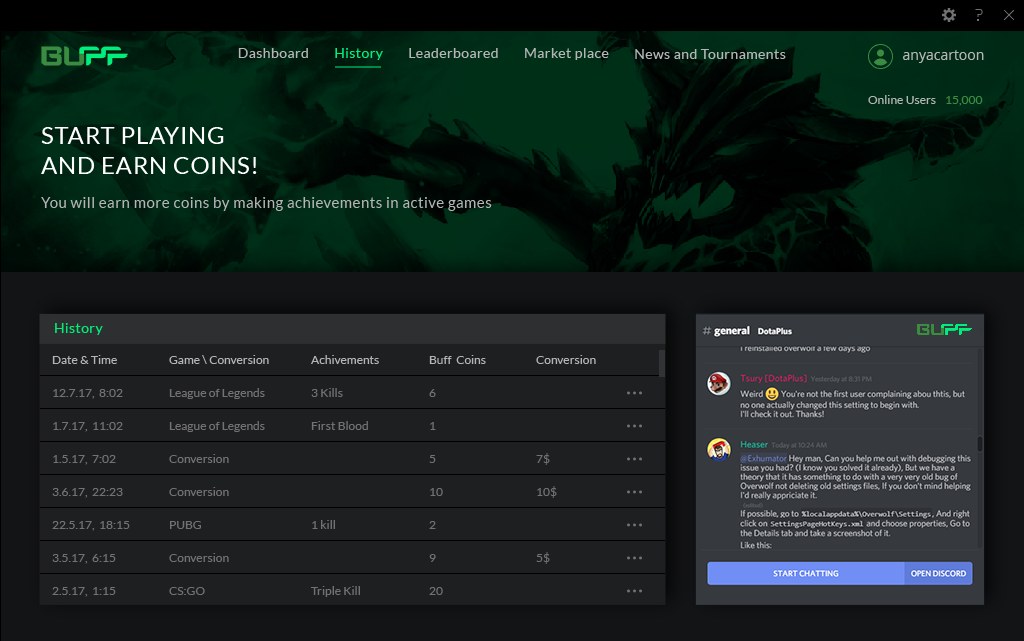 ?
BUFF
Dashboard History Leaderboared Market place News and Tournaments anyacartoon
Online Users 15,000
START PLAYING
AND EARN COINS!
You will earn more coins by making achievements in active games
History
Date & Time Game \ Conversion Achivements Buff Coins Conversion
12.7.17, 8:02 League of Legends 3 Kills 6 •••
1.7.17, 11:02 League of Legends First Blood 1 •••
1.5.17, 7:02 Conversion 5 7$ •••
3.6.17, 22:23 Conversion 10 10$ •••
22.5.17, 18:15 PUBG 1 kill 2 •••
3.5.17, 6:15 Conversion 9 5$ •••
2.5.17, 1:15 CS:GO Triple Kill 20 •••
# general DotaPlus BUFF
I reinstalled overwolf a few days ago
Tsury [DotaPlus] Yesterday at 8:31 PM
Weird You're not the first user complaining abou thtis, but
no one actually changed this setting to begin with.
I'll check it out. Thanks!
Heaser Today at 10:24 AM
@Exhumator Hey man, Can you help me out with debugging this
issue you had? (I know you solved it already), But we have a
theory that it has something to do with a very very old bug of
Overwolf not deleting old settings files, If you don't mind helping
I'd really appriciate it.
(edited)
If possible, go to %localappdata%\Overwolf\Settings, And right
click on SettingsPageHotKeys.xml and choose properties, Go to
the Details tab and take a screenshot of it.
Like this:
START CHATTING OPEN DISCORD